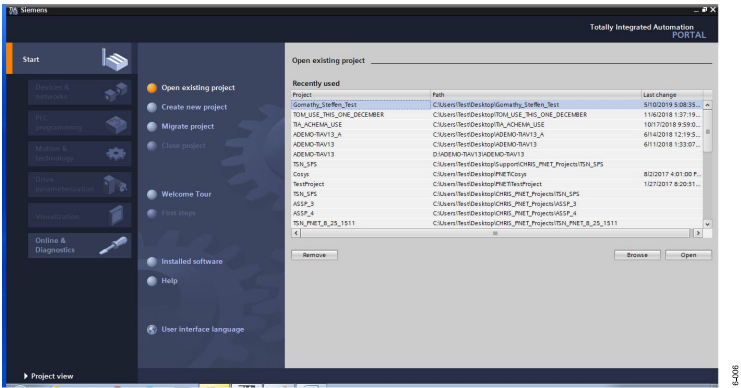 Siemens
Totally Integrated Automation
PORTAL
Start
Devices & networks
PLC programming
Motion & technology
Drive parameterization
Visualization
Online & Diagnostics
Open existing project
Create new project
Migrate project
Close project
Welcome Tour
First steps
Installed software
Help
User interface language
Open existing project
Recently used
Project Path Last change
Gomathy_Steffen_Test C:\Users\Test\Desktop\Gomathy_Steffen_Test 5/10/2019 5:08:35...
TOM_USE_THIS_ONE_DECEMBER C:\Users\Test\Desktop\TOM_USE_THIS_ONE_DECEMBER 11/6/2018 1:37:19...
TIA_ACHEMA_USE C:\Users\Test\Desktop\TIA_ACHEMA_USE 10/17/2018 9:59:0...
ADEMO-TIAV13_A C:\Users\Test\Desktop\ADEMO-TIAV13_A 6/14/2018 12:19:5...
ADEMO-TIAV13 C:\Users\Test\Desktop\ADEMO-TIAV13 6/11/2018 1:33:07...
ADEMO-TIAV13 D:\ADEMO-TIAV13\ADEMO-TIAV13
TSN_SPS C:\Users\Test\Desktop\Support\CHRIS_PNET_Projects\TSN_SPS
Cosys C:\Users\Test\Desktop\PNET\Cosys 8/2/2017 4:01:00 P...
TestProject C:\Users\Test\Desktop\PNET\TestProject 1/27/2017 8:20:31...
TSN_SPS C:\Users\Test\Desktop\CHRIS_PNET_Projects\TSN_SPS
ASSP_3 C:\Users\Test\Desktop\CHRIS_PNET_Projects\ASSP_3
ASSP_4 C:\Users\Test\Desktop\CHRIS_PNET_Projects\ASSP_4
TSN_PNET_8_25_1511 C:\Users\Test\Desktop\CHRIS_PNET_Projects\TSN_PNET_8_25_1511
Remove Browse Open
Project view
6-006